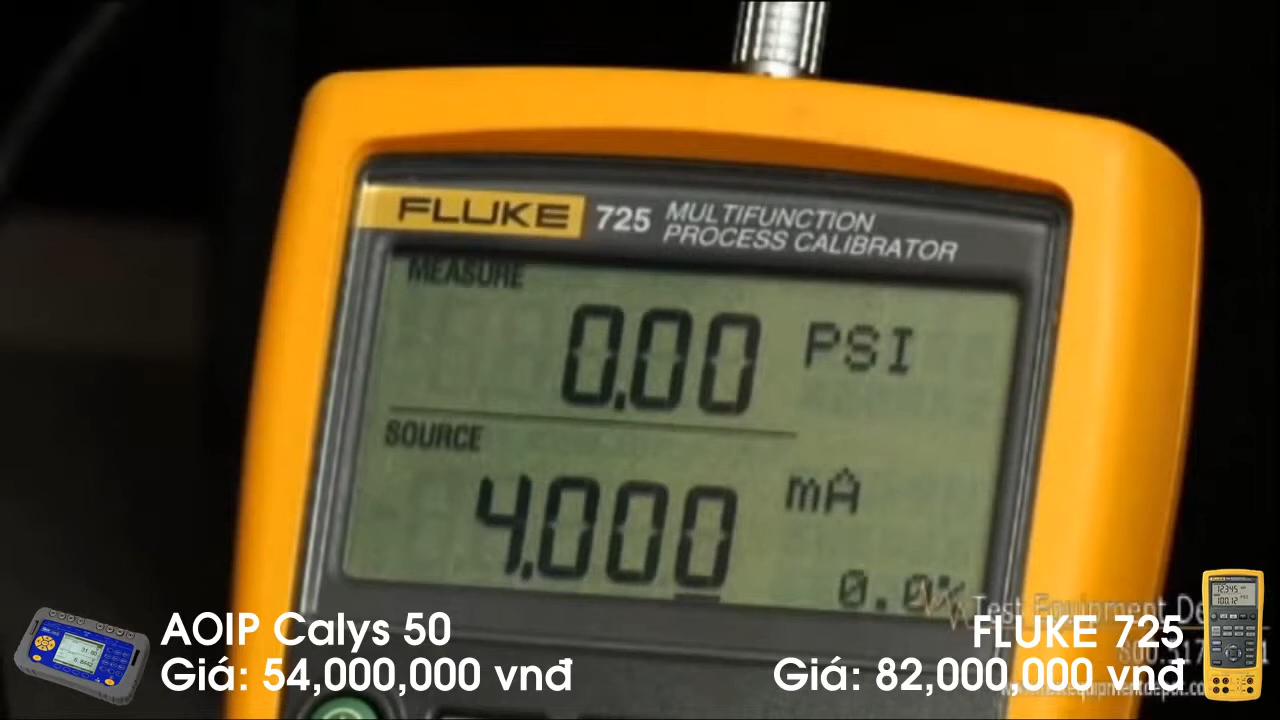 FLUKE 725 MULTIFUNCTION
PROCESS CALIBRATOR
MEASURE
0.00 PSI
SOURCE
4.000 mA
0.0%
Test Equipment De
AOIP Calys 50
FLUKE 725
Giá: 54,000,000 vnđ
Giá: 82,000,000 vnđ